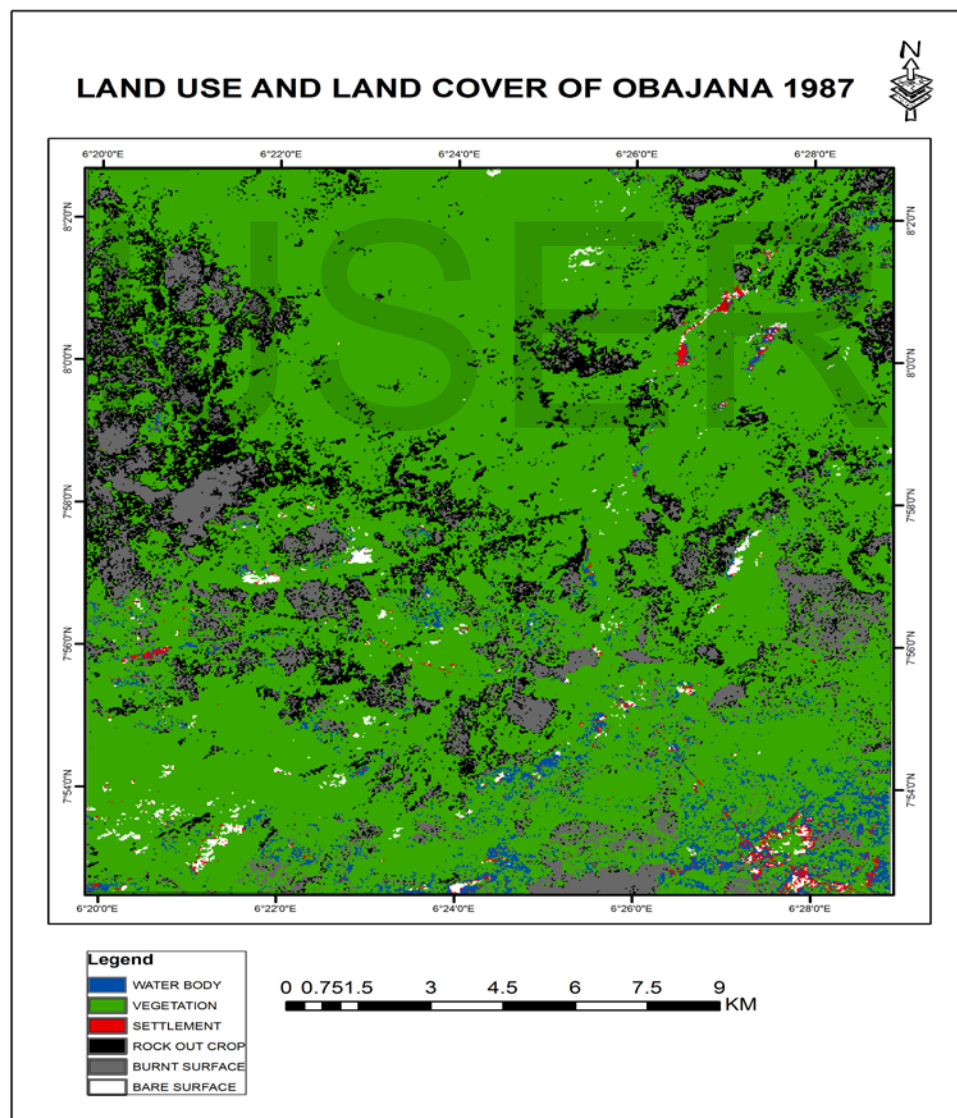 N
LAND USE AND LAND COVER OF OBAJANA 1987
6°20'0"E 6°22'0"E 6°24'0"E 6°26'0"E 6°28'0"E
8°2'0"N 8°2'0"N
USER
8°0'0"N 8°0'0"N
7°58'0"N 7°58'0"N
7°56'0"N 7°56'0"N
7°54'0"N 7°54'0"N
6°20'0"E 6°22'0"E 6°24'0"E 6°26'0"E 6°28'0"E
Legend
WATER BODY
VEGETATION
SETTLEMENT
ROCK OUT CROP
BURNT SURFACE
BARE SURFACE
0 0.75 1.5 3 4.5 6 7.5 9
KM